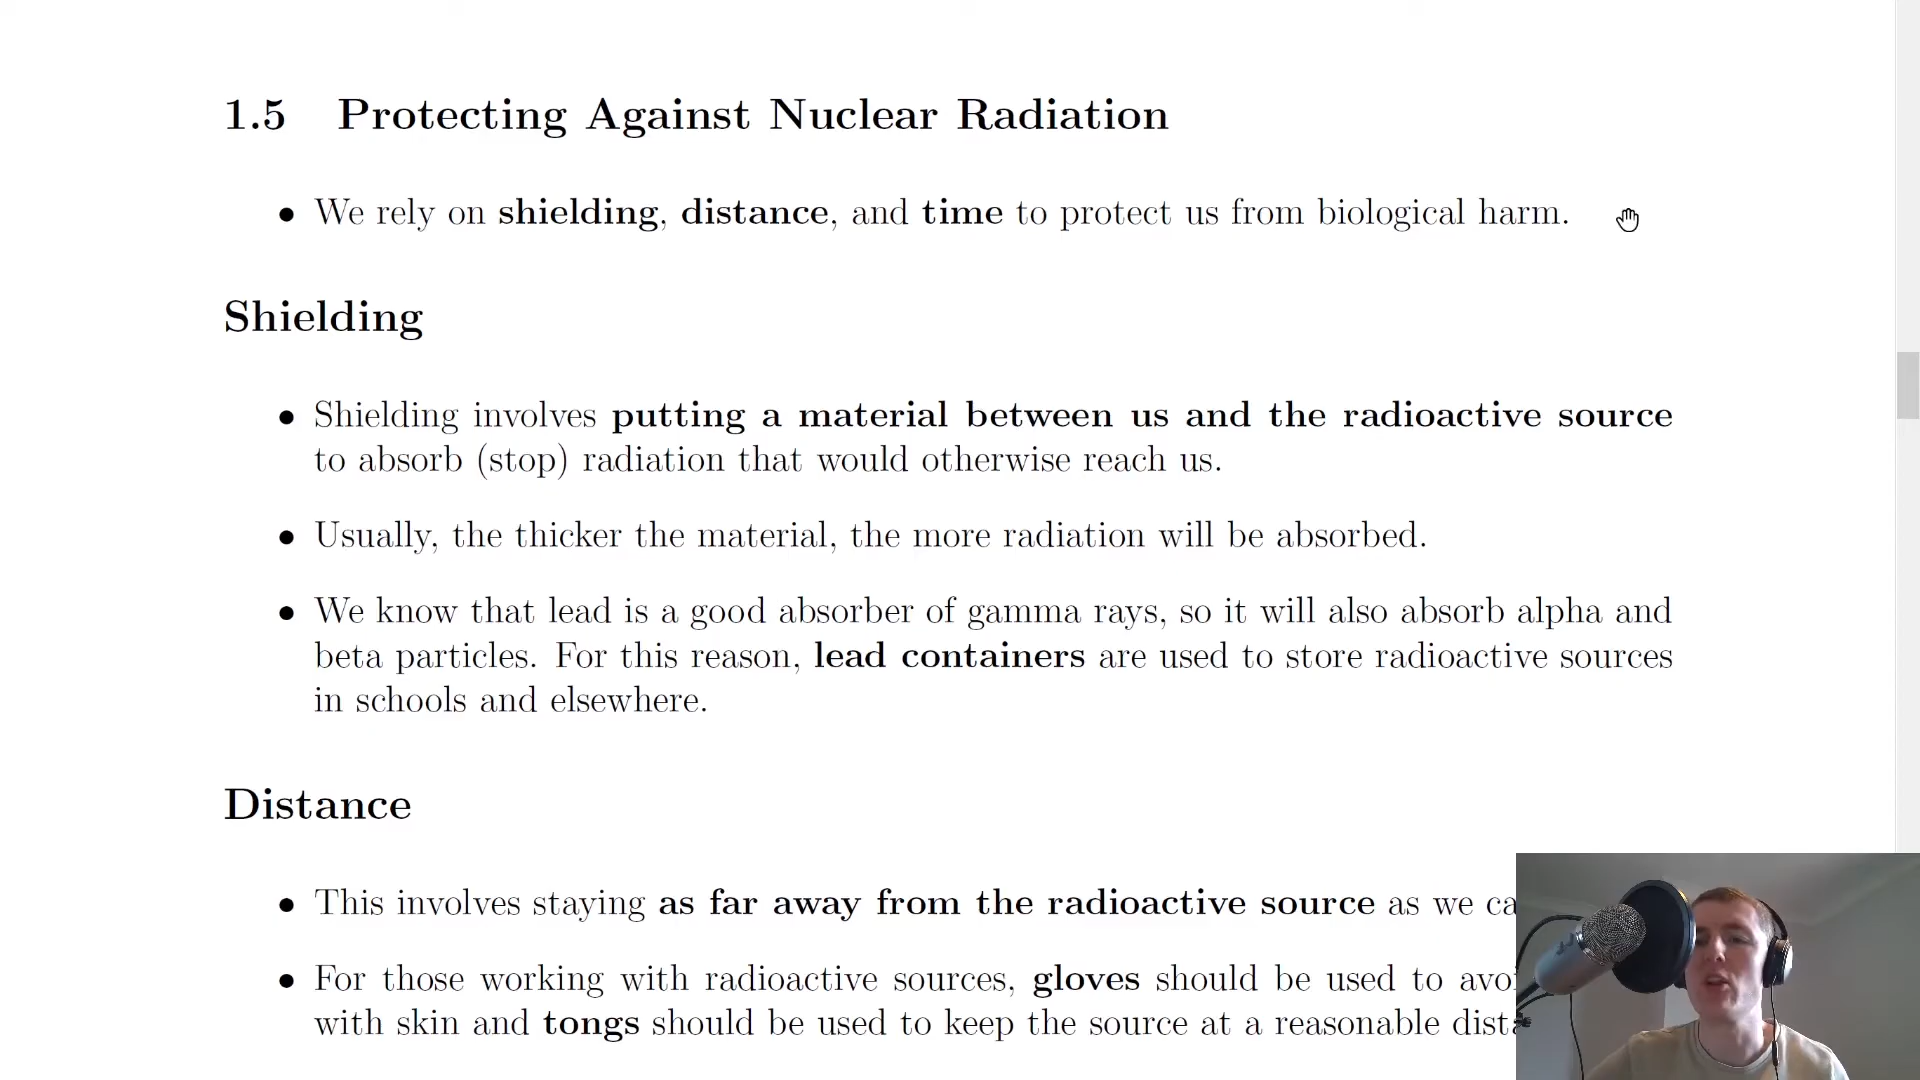 1.5 Protecting Against Nuclear Radiation
• We rely on shielding, distance, and time to protect us from biological harm.
Shielding
• Shielding involves putting a material between us and the radioactive source
to absorb (stop) radiation that would otherwise reach us.
• Usually, the thicker the material, the more radiation will be absorbed.
• We know that lead is a good absorber of gamma rays, so it will also absorb alpha and
beta particles. For this reason, lead containers are used to store radioactive sources
in schools and elsewhere.
Distance
• This involves staying as far away from the radioactive source as we
• For those working with radioactive sources, gloves should be used to
with skin and tongs should be used to keep the source at a reasonable